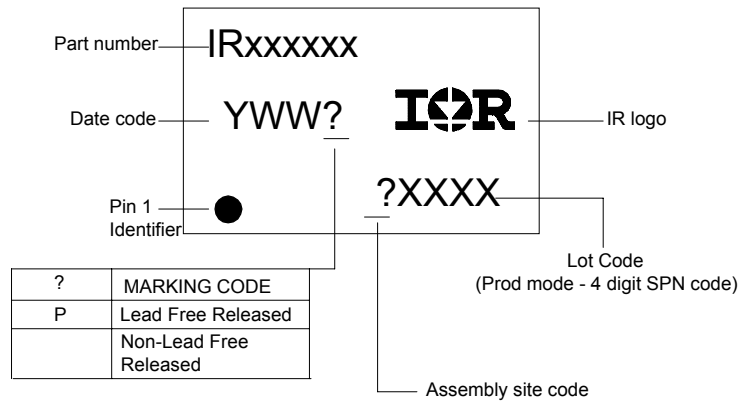 Part number
IRxxxxxx
Date code
YWW?
IOR
IR logo
?XXXX
Pin 1
Identifier
Lot Code
(Prod mode - 4 digit SPN code)
? MARKING CODE
P Lead Free Released
Non-Lead Free
Released
Assembly site code